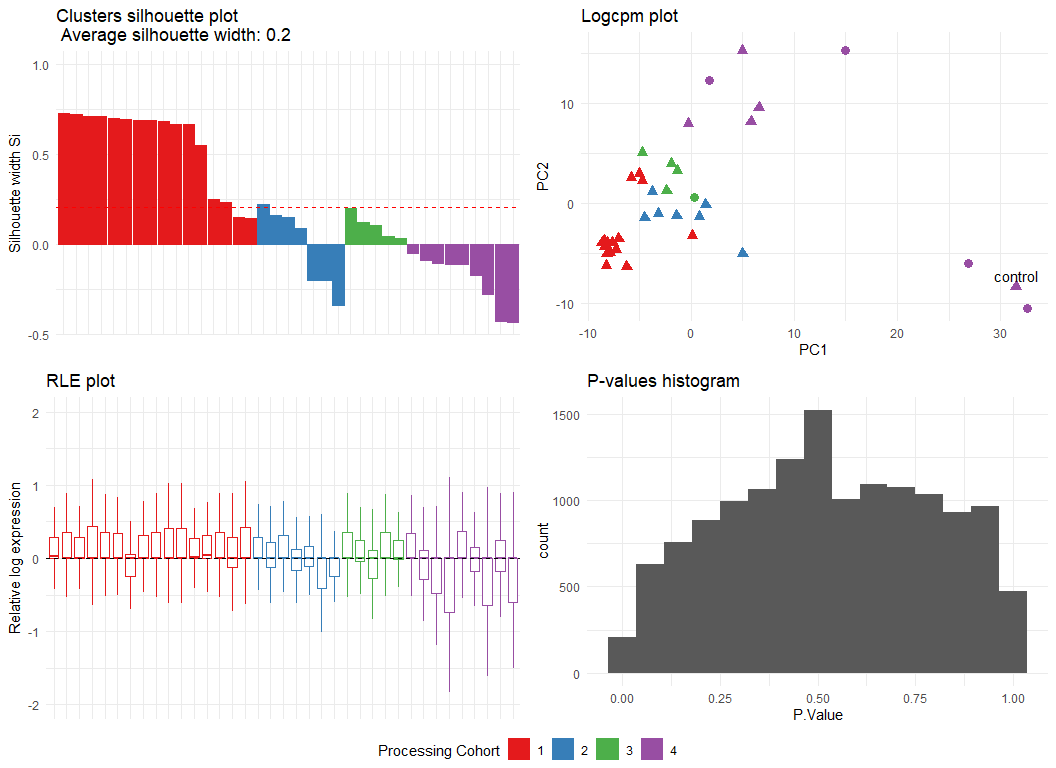 Clusters silhouette plot
Average silhouette width: 0.2
Silhouette width Si
1.0
0.5
0.0
-0.5
Logcpm plot
PC2
10
0
-10
control
-10
0
10
20
30
PC1
RLE plot
Relative log expression
2
1
0
-1
-2
P-values histogram
count
1500
1000
500
0
0.00
0.25
0.50
0.75
1.00
P.Value
Processing Cohort 1 2 3 4